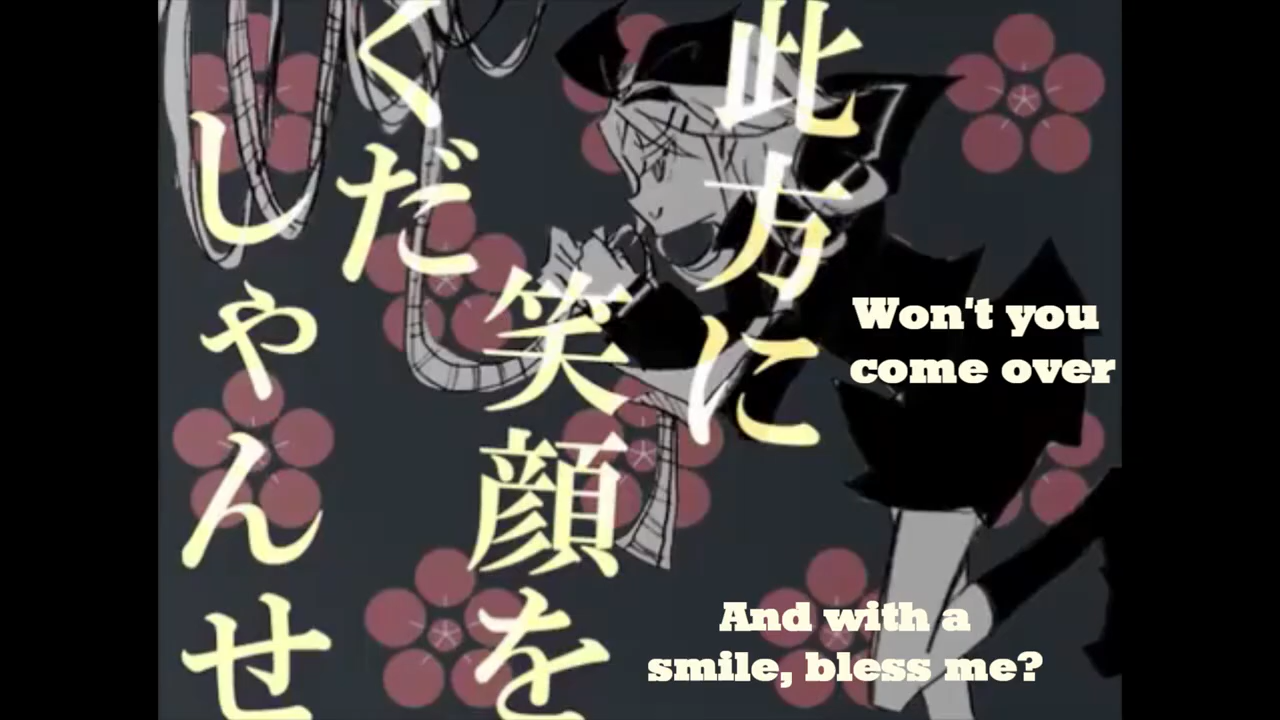 此方に
笑顔を
くだ
しゃんせ
Won't you
come over
And with a
smile, bless me?